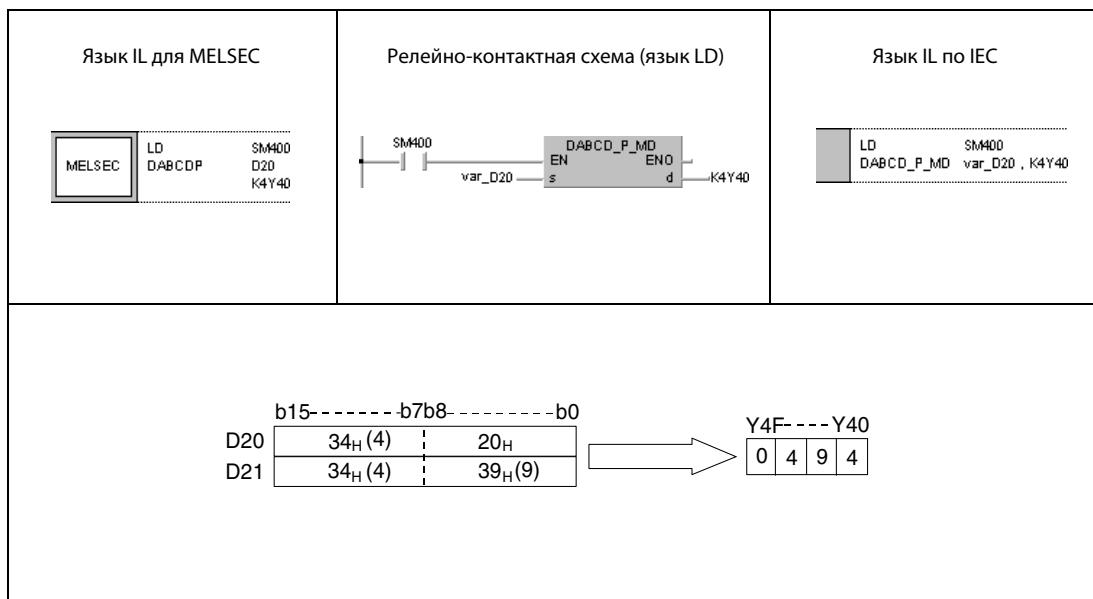 Язык IL для MELSEC
MELSEC
LD SM400
DABCDP D20
K4Y40
Релейно-контактная схема (язык LD)
SM400
DABCD_P_MD
EN ENO
var_D20 s d K4Y40
Язык IL по IEC
LD SM400
DABCD_P_MD var_D20 , K4Y40
b15--------b7b8----------b0
D20 34H (4) 20H
D21 34H (4) 39H(9)
Y4F----Y40
0 4 9 4